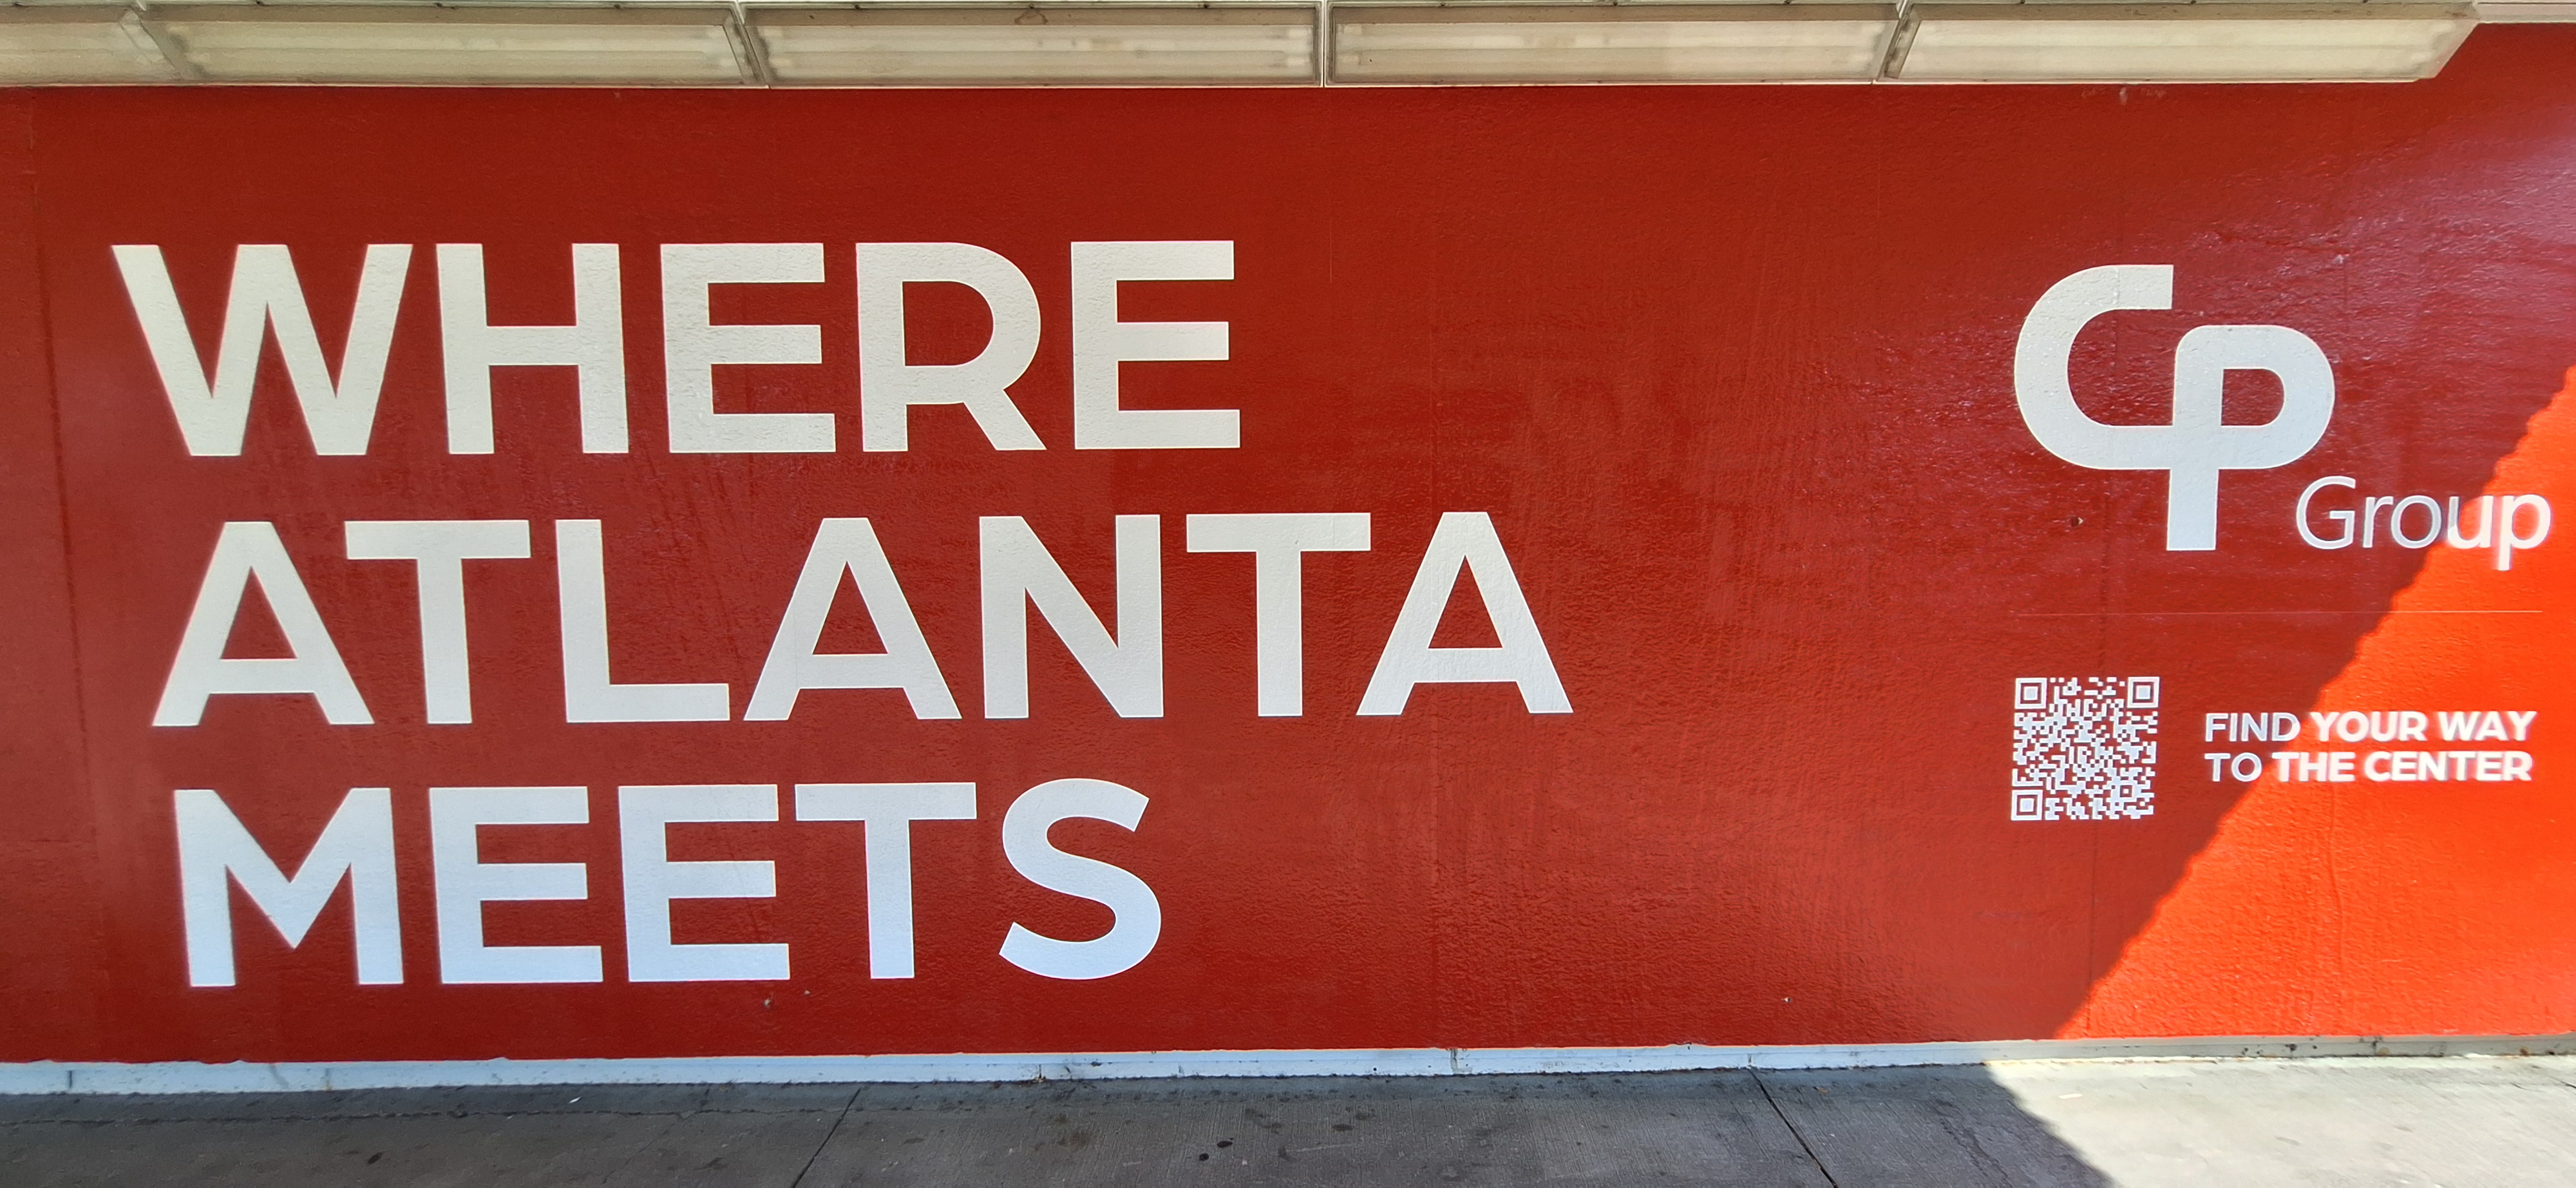 WHERE
ATLANTA
MEETS
CP
Group
FIND YOUR WAY
TO THE CENTER